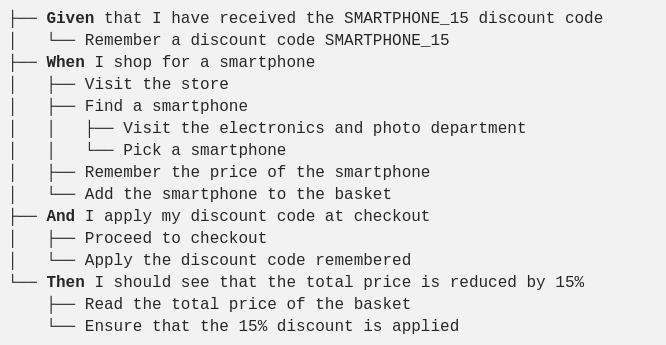 ├── Given that I have received the SMARTPHONE_15 discount code
│   └── Remember a discount code SMARTPHONE_15
├── When I shop for a smartphone
│   ├── Visit the store
│   ├── Find a smartphone
│   │   ├── Visit the electronics and photo department
│   │   └── Pick a smartphone
│   ├── Remember the price of the smartphone
│   └── Add the smartphone to the basket
├── And I apply my discount code at checkout
│   ├── Proceed to checkout
│   └── Apply the discount code remembered
└── Then I should see that the total price is reduced by 15%
    ├── Read the total price of the basket
    └── Ensure that the 15% discount is applied